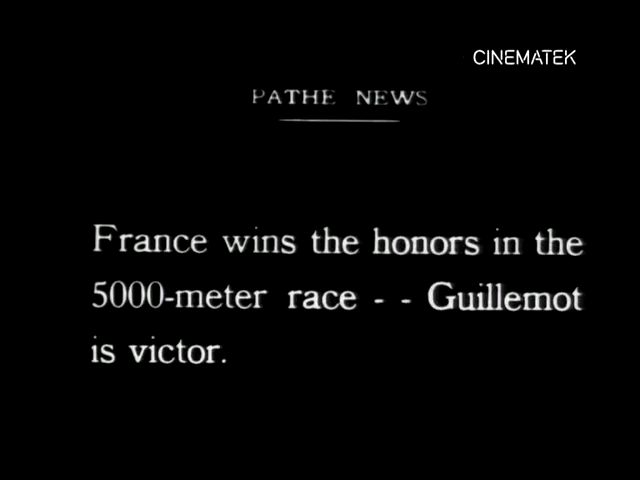 CINEMATEK
PATHE NEWS
France wins the honors in the
5000-meter race - - Guillemot
is victor.